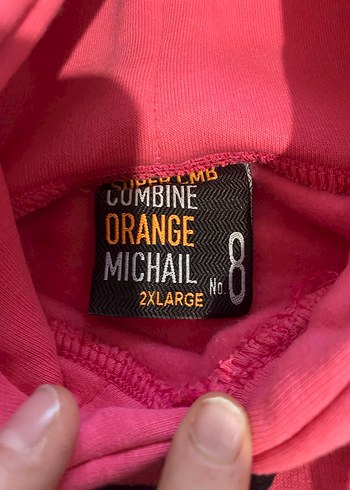 COMBINE
ORANGE
MICHAIL
No 8
2XLARGE